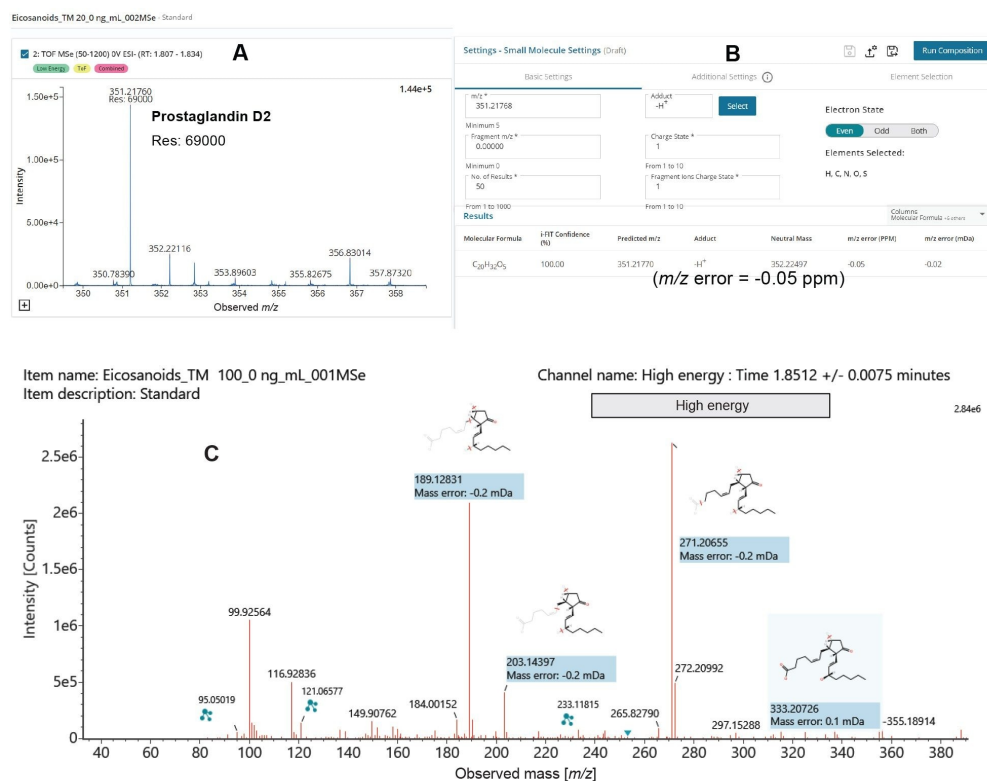 Eicosanoids_TM 20_0 ng_mL_002MSe - Standard
2: TOF MSe (50-1200) 0V ESI- (RT: 1.807 - 1.834)
A
Low Energy ToF Combined
1.44e+5
1.50e+5
351.21760
Res: 69000
Prostaglandin D2
Res: 69000
1.00e+5
Intensity
5.00e+4
352.22116
356.83014
350.78390
353.89603
355.82675
357.87320
0.00e+0
350 351 352 353 354 355 356 357 358
Observed m/z
Settings - Small Molecule Settings (Draft)
B
Run Composition
Basic Settings
Additional Settings
Element Selection
m/z *
351.21768
Minimum 5
Adduct
-H+
Select
Fragment m/z *
0.00000
Minimum 0
Charge State *
1
From 1 to 10
No. of Results *
50
From 1 to 1000
Fragment Ions Charge State *
1
From 1 to 10
Electron State
Even Odd Both
Elements Selected:
H, C, N, O, S
Results
Columns
Molecular Formula +6 others
Molecular Formula i-FIT Confidence (%) Predicted m/z Adduct Neutral Mass m/z error (PPM) m/z error (mDa)
C20H32O5 100.00 351.21770 -H+ 352.22497 -0.05 -0.02
(m/z error = -0.05 ppm)
Item name: Eicosanoids_TM 100_0 ng_mL_001MSe
Item description: Standard
Channel name: High energy : Time 1.8512 +/- 0.0075 minutes
High energy
2.84e6
C
2.5e6
2e6
1.5e6
1e6
5e5
0
Intensity [Counts]
189.12831
Mass error: -0.2 mDa
271.20655
Mass error: -0.2 mDa
99.92564
203.14397
Mass error: -0.2 mDa
116.92836
121.06577
95.05019
149.90762
184.00152
233.11815
265.82790
272.20992
297.15288
333.20726
Mass error: 0.1 mDa
-355.18914
40 60 80 100 120 140 160 180 200 220 240 260 280 300 320 340 360 380
Observed mass [m/z]